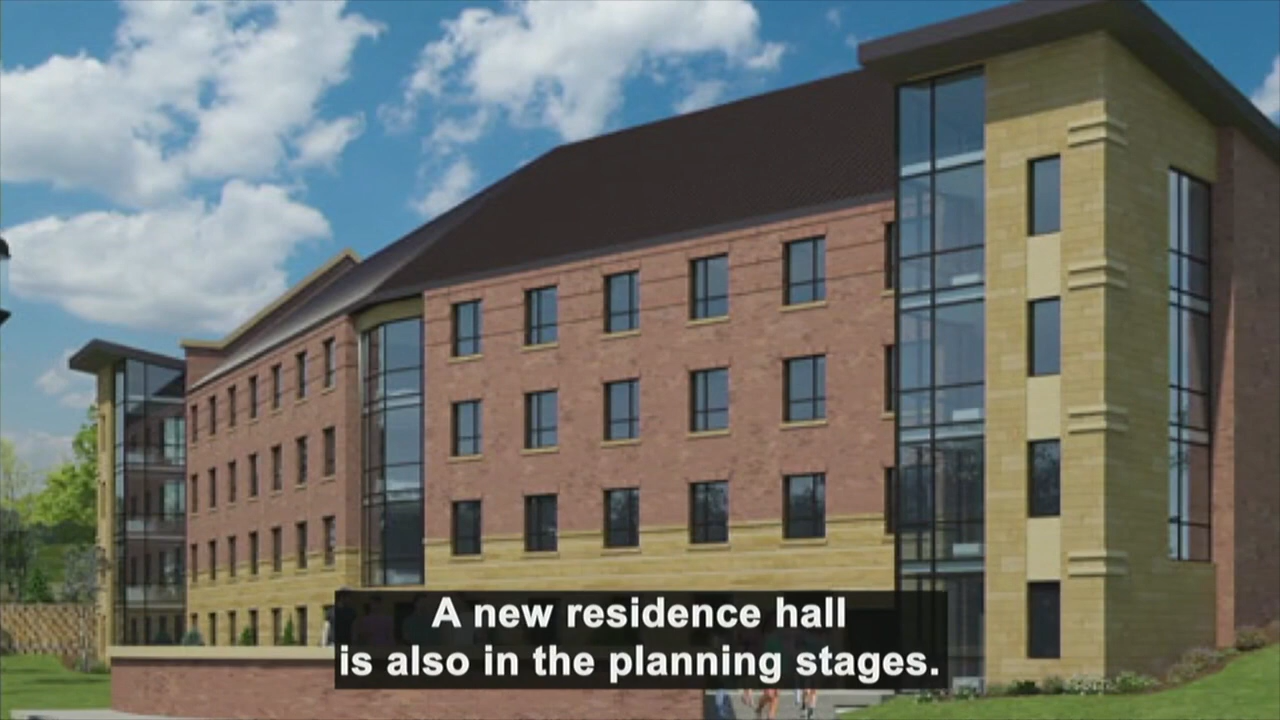 A new residence hall
is also in the planning stages.